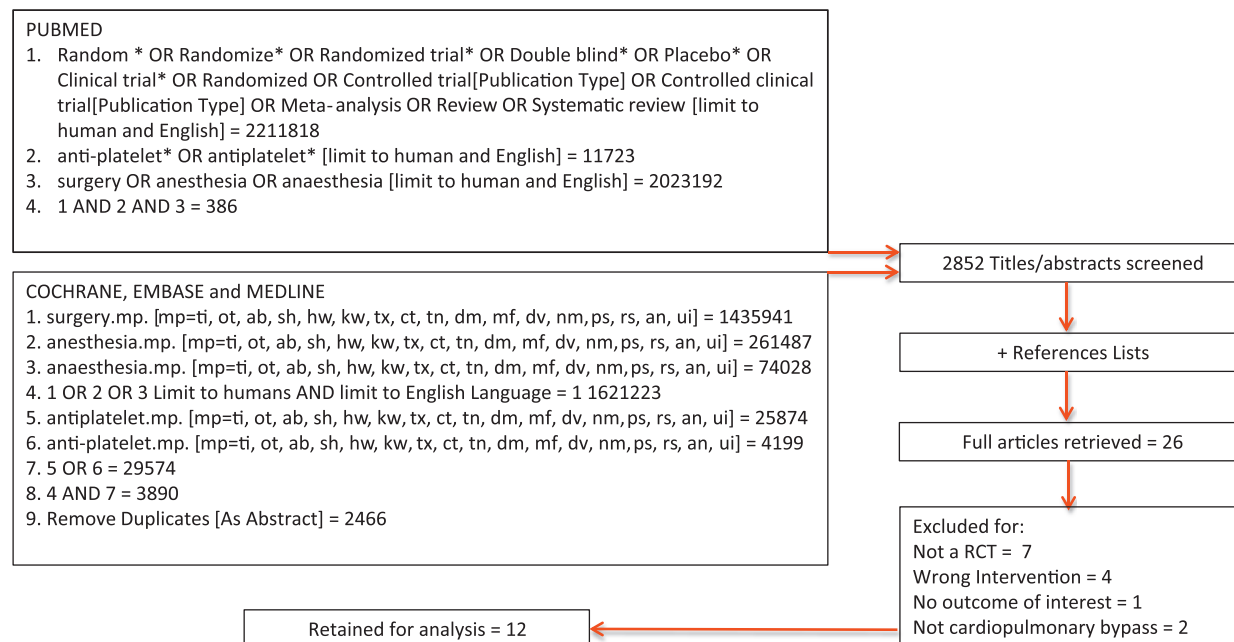 PUBMED
1. Random * OR Randomize* OR Randomized trial* OR Double blind* OR Placebo* OR
Clinical trial* OR Randomized OR Controlled trial[Publication Type] OR Controlled clinical
trial[Publication Type] OR Meta-analysis OR Review OR Systematic review [limit to
human and English] = 2211818
2. anti-platelet* OR antiplatelet* [limit to human and English] = 11723
3. surgery OR anesthesia OR anaesthesia [limit to human and English] = 2023192
4. 1 AND 2 AND 3 = 386
COCHRANE, EMBASE and MEDLINE
1. surgery.mp. [mp=ti, ot, ab, sh, hw, kw, tx, ct, tn, dm, mf, dv, nm, ps, rs, an, ui] = 1435941
2. anesthesia.mp. [mp=ti, ot, ab, sh, hw, kw, tx, ct, tn, dm, mf, dv, nm, ps, rs, an, ui] = 261487
3. anaesthesia.mp. [mp=ti, ot, ab, sh, hw, kw, tx, ct, tn, dm, mf, dv, nm, ps, rs, an, ui] = 74028
4. 1 OR 2 OR 3 Limit to humans AND limit to English Language = 1 1621223
5. antiplatelet.mp. [mp=ti, ot, ab, sh, hw, kw, tx, ct, tn, dm, mf, dv, nm, ps, rs, an, ui] = 25874
6. anti-platelet.mp. [mp=ti, ot, ab, sh, hw, kw, tx, ct, tn, dm, mf, dv, nm, ps, rs, an, ui] = 4199
7. 5 OR 6 = 29574
8. 4 AND 7 = 3890
9. Remove Duplicates [As Abstract] = 2466
2852 Titles/abstracts screened
+ References Lists
Full articles retrieved = 26
Excluded for:
Not a RCT = 7
Wrong Intervention = 4
No outcome of interest = 1
Not cardiopulmonary bypass = 2
Retained for analysis = 12